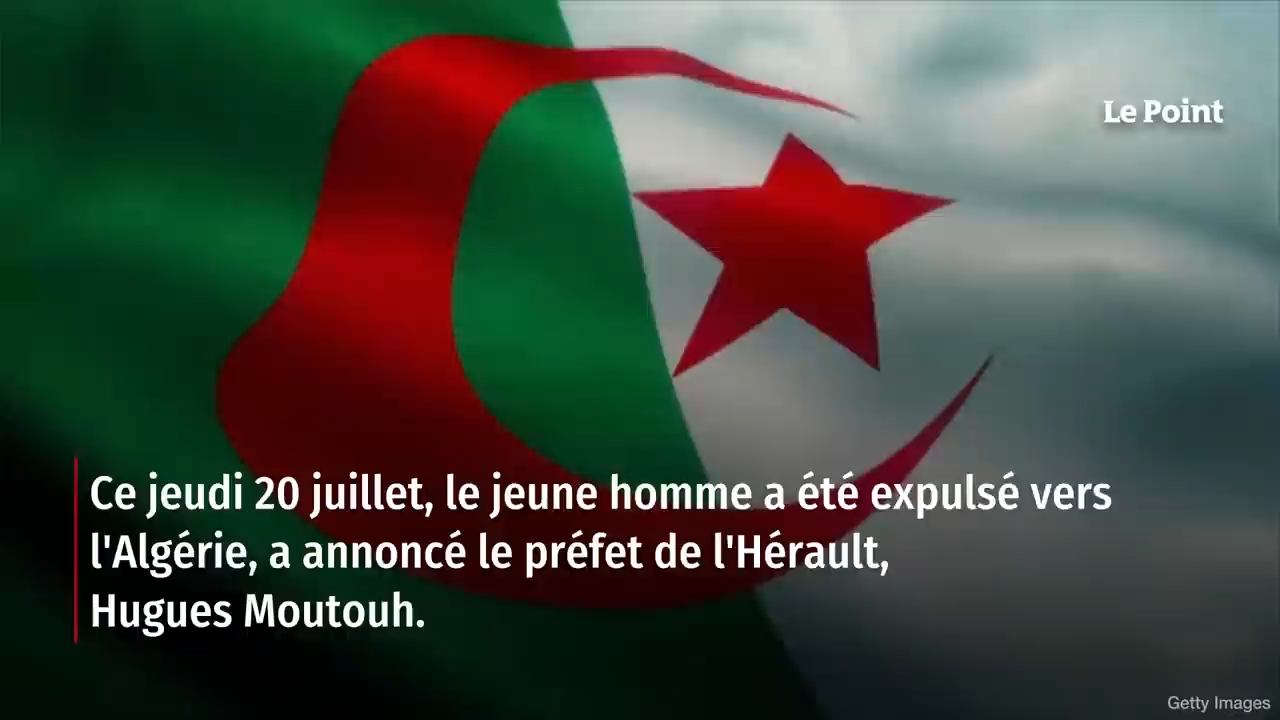 Le Point
Ce jeudi 20 juillet, le jeune homme a été expulsé vers
l'Algérie, a annoncé le préfet de l'Hérault,
Hugues Moutouh.
Getty Images